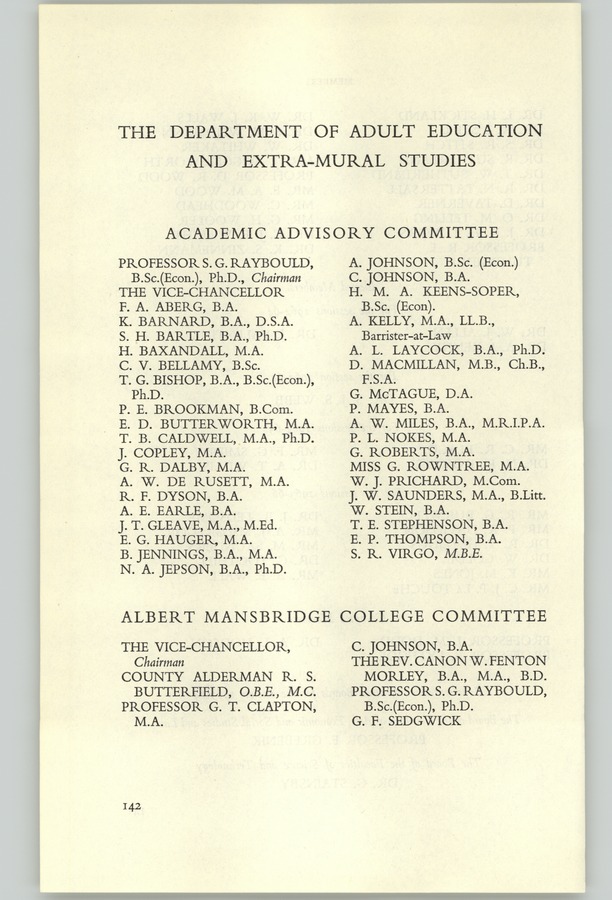 THE DEPARTMENT OF ADULT EDUCATION
AND EXTRA-MURAL STUDIES
ACADEMIC ADVISORY COMMITTEE
PROFESSOR S. G. RAYBOULD,
B.Sc.(Econ.), Ph.D., Chairman
THE VICE-CHANCELLOR
F. A. ABERG, B.A.
K. BARNARD, B.A., D.S.A.
S. H. BARTLE, B.A., Ph.D.
H. BAXANDALL, M.A.
C. V. BELLAMY, B.Sc.
T. G. BISHOP, B.A., B.Sc.(Econ.),
Ph.D.
P. E. BROOKMAN, B.Com.
E. D. BUTTERWORTH, M.A.
T. B. CALDWELL, M.A., Ph.D.
J. COPLEY, M.A.
G. R. DALBY, M.A.
A. W. DE RUSETT, M.A.
R. F. DYSON, B.A.
A. E. EARLE, B.A.
J. T. GLEAVE, M.A., M.Ed.
E. G. HAUGER, M.A.
B. JENNINGS, B.A., M.A.
N. A. JEPSON, B.A., Ph.D.
A. JOHNSON, B.Sc. (Econ.)
C. JOHNSON, B.A.
H. M. A. KEENS-SOPER,
B.Sc. (Econ).
A. KELLY, M.A., LL.B.,
Barrister-at-Law
A. L. LAYCOCK, B.A., Ph.D.
D. MACMILLAN, M.B., Ch.B.,
F.S.A.
G. McTAGUE, D.A.
P. MAYES, B.A.
A. W. MILES, B.A., M.R.I.P.A.
P. L. NOKES, M.A.
G. ROBERTS, M.A.
MISS G. ROWNTREE, M.A.
W. J. PRICHARD, M.Com.
J. W. SAUNDERS, M.A., B.Litt.
W. STEIN, B.A.
T. E. STEPHENSON, B.A.
E. P. THOMPSON, B.A.
S. R. VIRGO, M.B.E.
ALBERT MANSBRIDGE COLLEGE COMMITTEE
THE VICE-CHANCELLOR,
Chairman
COUNTY ALDERMAN R. S.
BUTTERFIELD, O.B.E., M.C.
PROFESSOR G. T. CLAPTON,
M.A.
C. JOHNSON, B.A.
THE REV. CANON W. FENTON
MORLEY, B.A., M.A., B.D.
PROFESSOR S. G. RAYBOULD,
B.Sc.(Econ.), Ph.D.
G. F. SEDGWICK
142